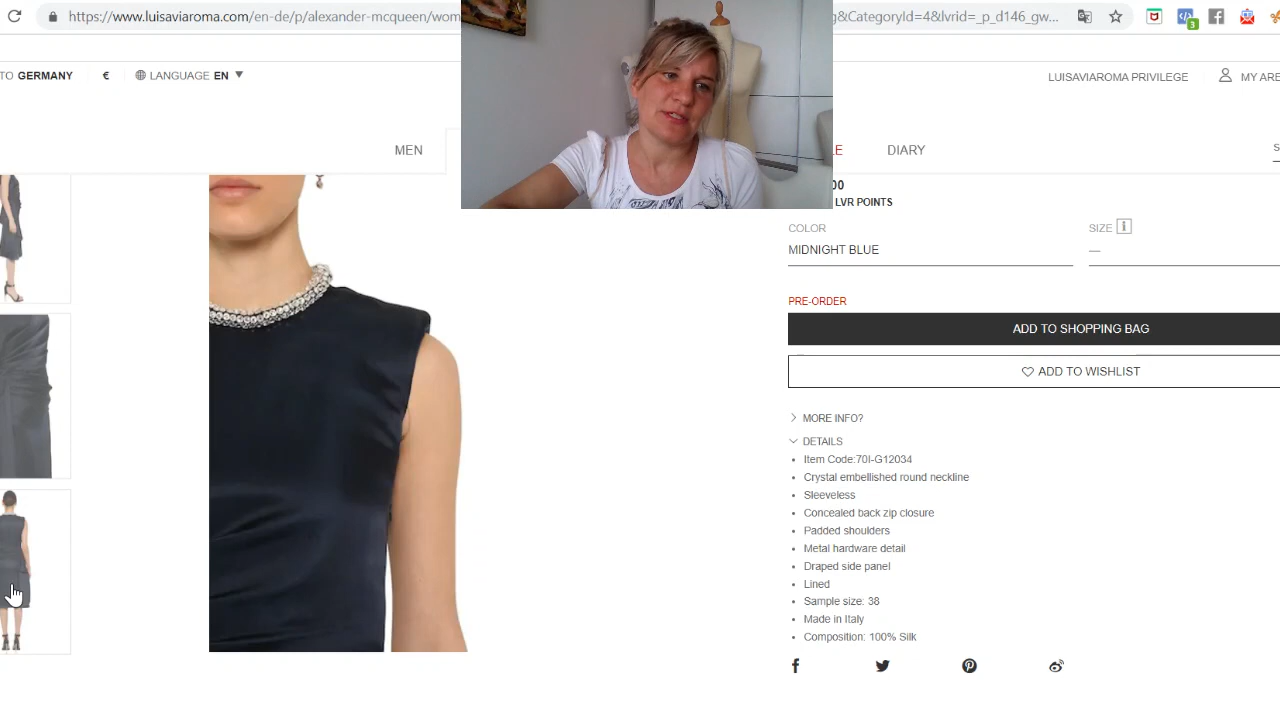 https://www.luisaviaroma.com/en-de/p/alexander-mcqueen/wom
g&CategoryId=4&lvrid=_p_d146_gw...
3
TO GERMANY € LANGUAGE EN
LUISAVIAROMA PRIVILEGE MY ARE
MEN
LE DIARY S
00
LVR POINTS
COLOR SIZE i
MIDNIGHT BLUE —
PRE-ORDER
ADD TO SHOPPING BAG
ADD TO WISHLIST
MORE INFO?
DETAILS
• Item Code:70I-G12034
• Crystal embellished round neckline
• Sleeveless
• Concealed back zip closure
• Padded shoulders
• Metal hardware detail
• Draped side panel
• Lined
• Sample size: 38
• Made in Italy
• Composition: 100% Silk